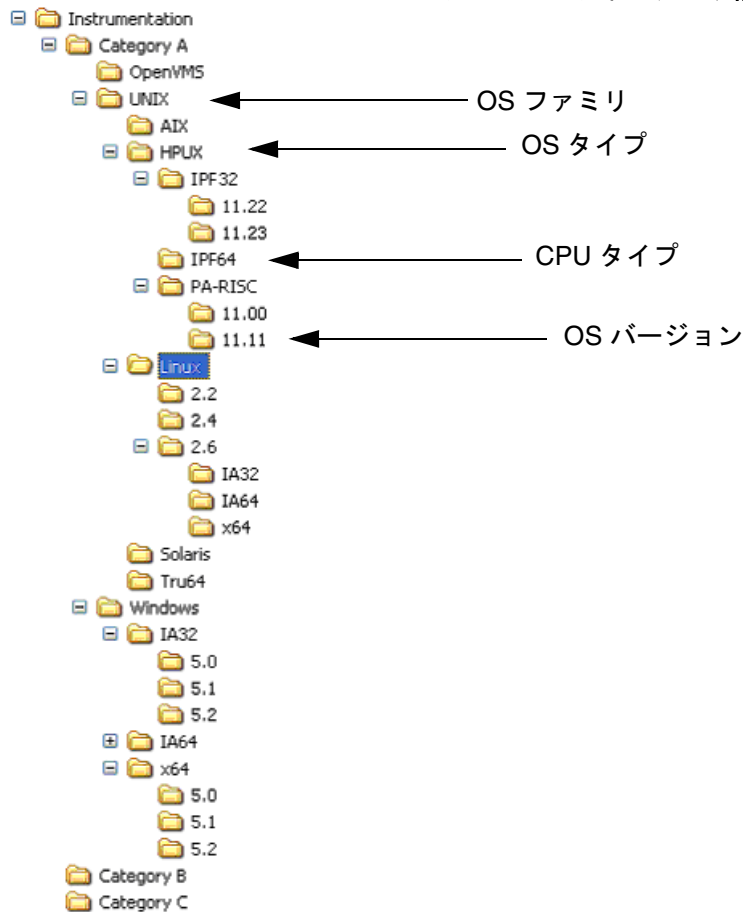 Instrumentation
Category A
OpenVMS
UNIX OS ファミリ
AIX
HPUX OS タイプ
IPF32
11.22
11.23
IPF64 CPU タイプ
PA-RISC
11.00
11.11 OS バージョン
Linux
2.2
2.4
2.6
IA32
IA64
x64
Solaris
Tru64
Windows
IA32
5.0
5.1
5.2
IA64
x64
5.0
5.1
5.2
Category B
Category C